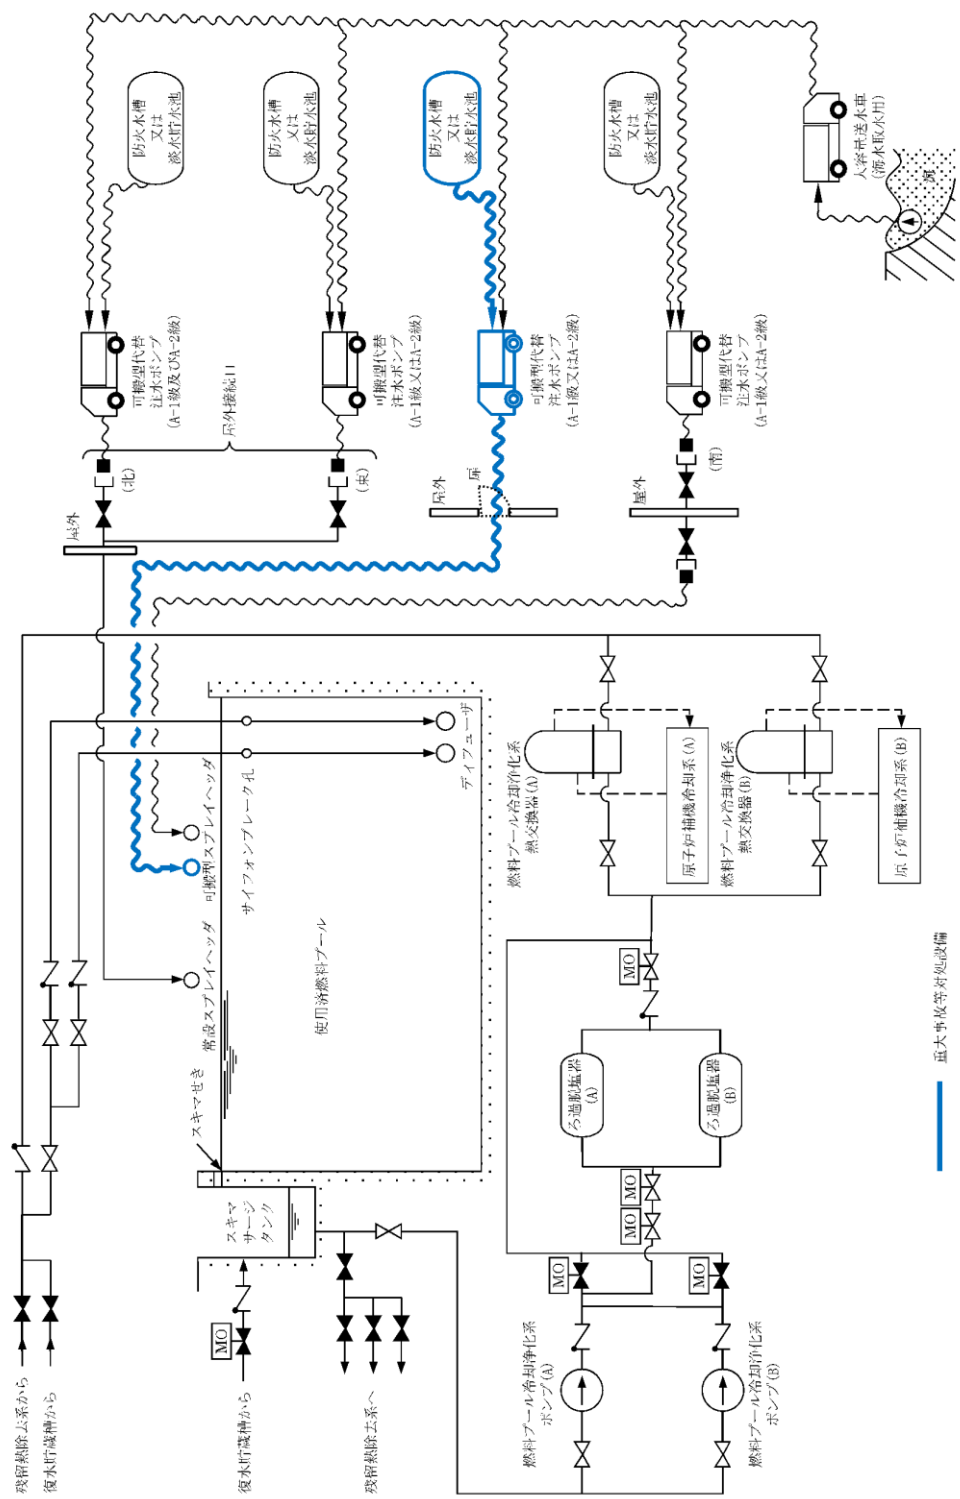 残留熱除去系から
復水貯蔵槽から
MO
復水貯蔵槽から
残留熱除去系へ
スキマ
サージ
タンク
スキマせき
常設スプレイヘッダ
可搬型スプレイヘッダ
サイフォンブレーク孔
使用済燃料プール
ディフューザ
屋外
(北)
(東)
屋外接続口
可搬型代替
注水ポンプ
(A-1級及びA-2級)
防火水槽
又は
淡水貯水池
可搬型代替
注水ポンプ
(A-1級又はA-2級)
防火水槽
又は
淡水貯水池
屋外
扉
可搬型代替
注水ポンプ
(A-1級又はA-2級)
防火水槽
又は
淡水貯水池
屋外
(南)
可搬型代替
注水ポンプ
(A-1級又はA-2級)
防火水槽
又は
淡水貯水池
大容量送水車
(海水取水用)
海
燃料プール冷却浄化系
ポンプ(A)
燃料プール冷却浄化系
ポンプ(B)
MO
MO
MO
MO
ろ過脱塩器
(A)
ろ過脱塩器
(B)
MO
燃料プール冷却浄化系
熱交換器(A)
原子炉補機冷却系(A)
燃料プール冷却浄化系
熱交換器(B)
原子炉補機冷却系(B)
重大事故等対処設備